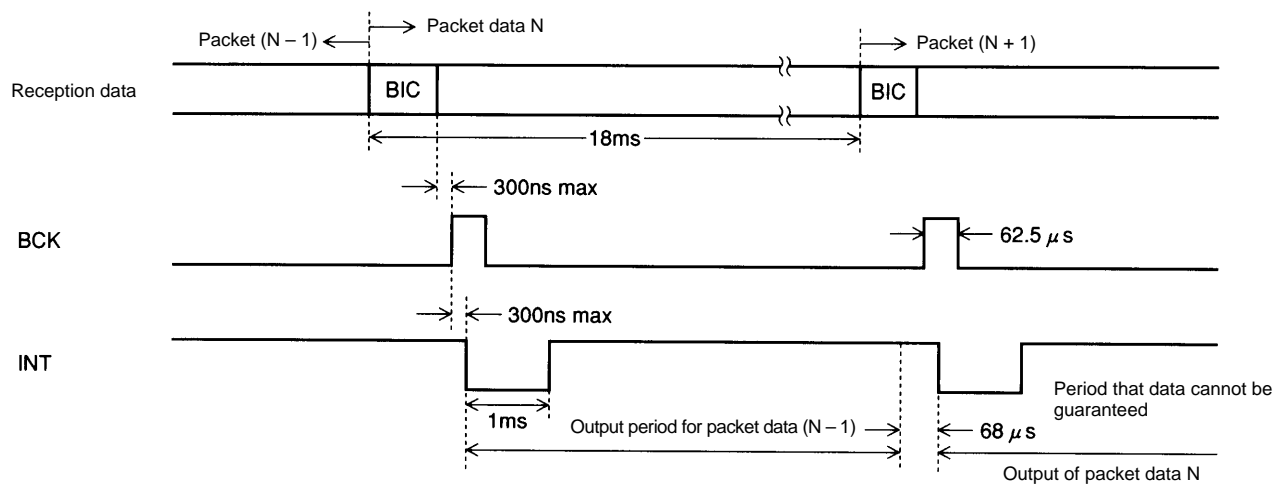 Packet (N – 1)
Packet data N
Packet (N + 1)
Reception data
BIC
BIC
18ms
300ns max
BCK
62.5 μs
300ns max
INT
1ms
Output period for packet data (N – 1)
68 μs
Period that data cannot be
guaranteed
Output of packet data N